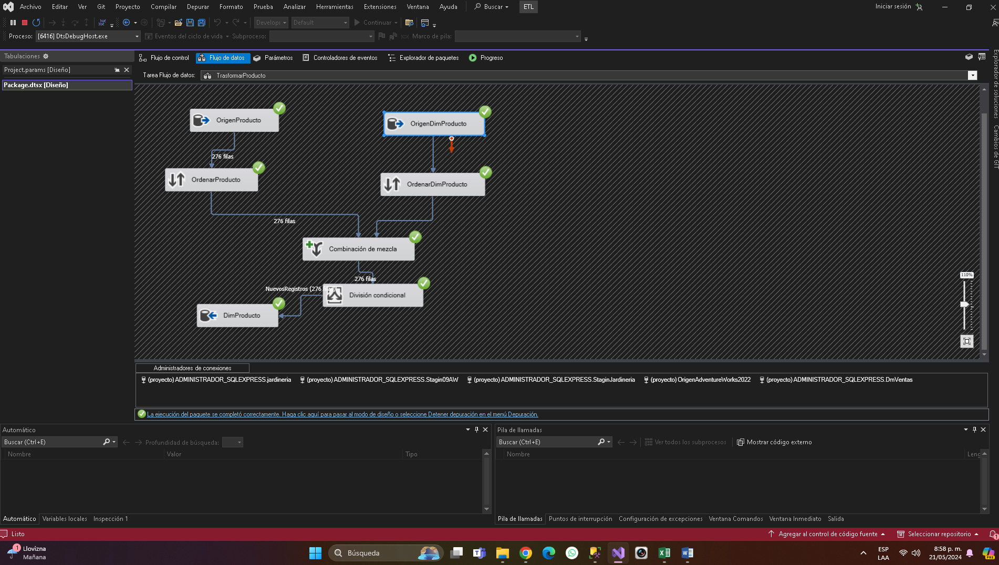 Archivo Editar Ver Git Proyecto Compilar Depurar Formato Prueba Analizar Herramientas Extensiones Ventana Ayuda Buscar ETL Iniciar sesión
Developi Default Continuar
Proceso: [6416] DtsDebugHost.exe Eventos del ciclo de vida Subproceso: Marco de pila:
Tabulaciones
Project.params [Diseño]
Package.dtsx [Diseño]
Flujo de control Flujo de datos Parámetros Controladores de eventos Explorador de paquetes Progreso
Tarea Flujo de datos: TrasformarProducto
OrigenProducto
OrigenDimProducto
276 filas
OrdenarProducto
OrdenarDimProducto
276 filas
Combinación de mezcla
276 filas
NuevosRegistros (276 filas)
División condicional
DimProducto
110%
Explorador de soluciones
Cambios de GIT
Administradores de conexiones
(proyecto) ADMINISTRADOR_SQLEXPRESS.jardineria (proyecto) ADMINISTRADOR_SQLEXPRESS.Stagin09AW (proyecto) ADMINISTRADOR_SQLEXPRESS.StaginJardineria (proyecto) OrigenAdventureWorks2022 (proyecto) ADMINISTRADOR_SQLEXPRESS.DmVentas
La ejecución del paquete se completó correctamente. Haga clic aquí para pasar al modo de diseño o seleccione Detener depuración en el menú Depuración.
Automático
Buscar (Ctrl+E) Profundidad de búsqueda:
Nombre Valor Tipo
Automático Variables locales Inspección 1
Pila de llamadas
Buscar (Ctrl+E) Ver todos los subprocesos Mostrar código externo
Nombre Leng
Pila de llamadas Puntos de interrupción Configuración de excepciones Ventana Comandos Ventana Inmediato Salida
Listo Agregar al control de código fuente Seleccionar repositorio 1
1 Llovizna
Mañana
Búsqueda
ESP
LAA
8:58 p. m.
21/05/2024
PRE